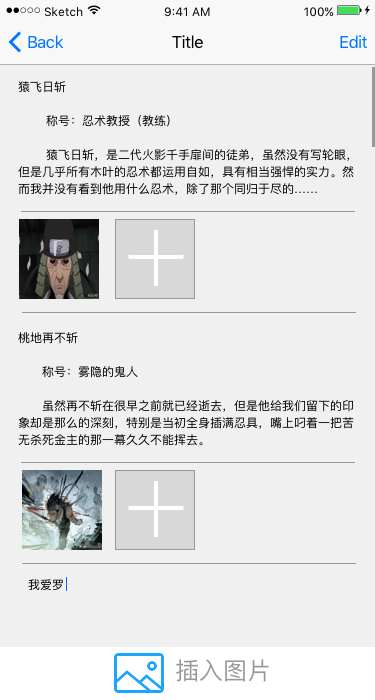 Sketch 9:41 AM 100%
Back Title Edit
猿飞日斩
称号：忍术教授（教练）
猿飞日斩，是二代火影千手扉间的徒弟，虽然没有写轮眼，
但是几乎所有木叶的忍术都运用自如，具有相当强悍的实力。然
而我并没有看到他用什么忍术，除了那个同归于尽的……
桃地再不斩
称号：雾隐的鬼人
虽然再不斩在很早之前就已经逝去，但是他给我们留下的印
象却是那么的深刻，特别是当初全身插满忍具，嘴上叼着一把苦
无杀死金主的那一幕久久不能挥去。
我爱罗
插入图片